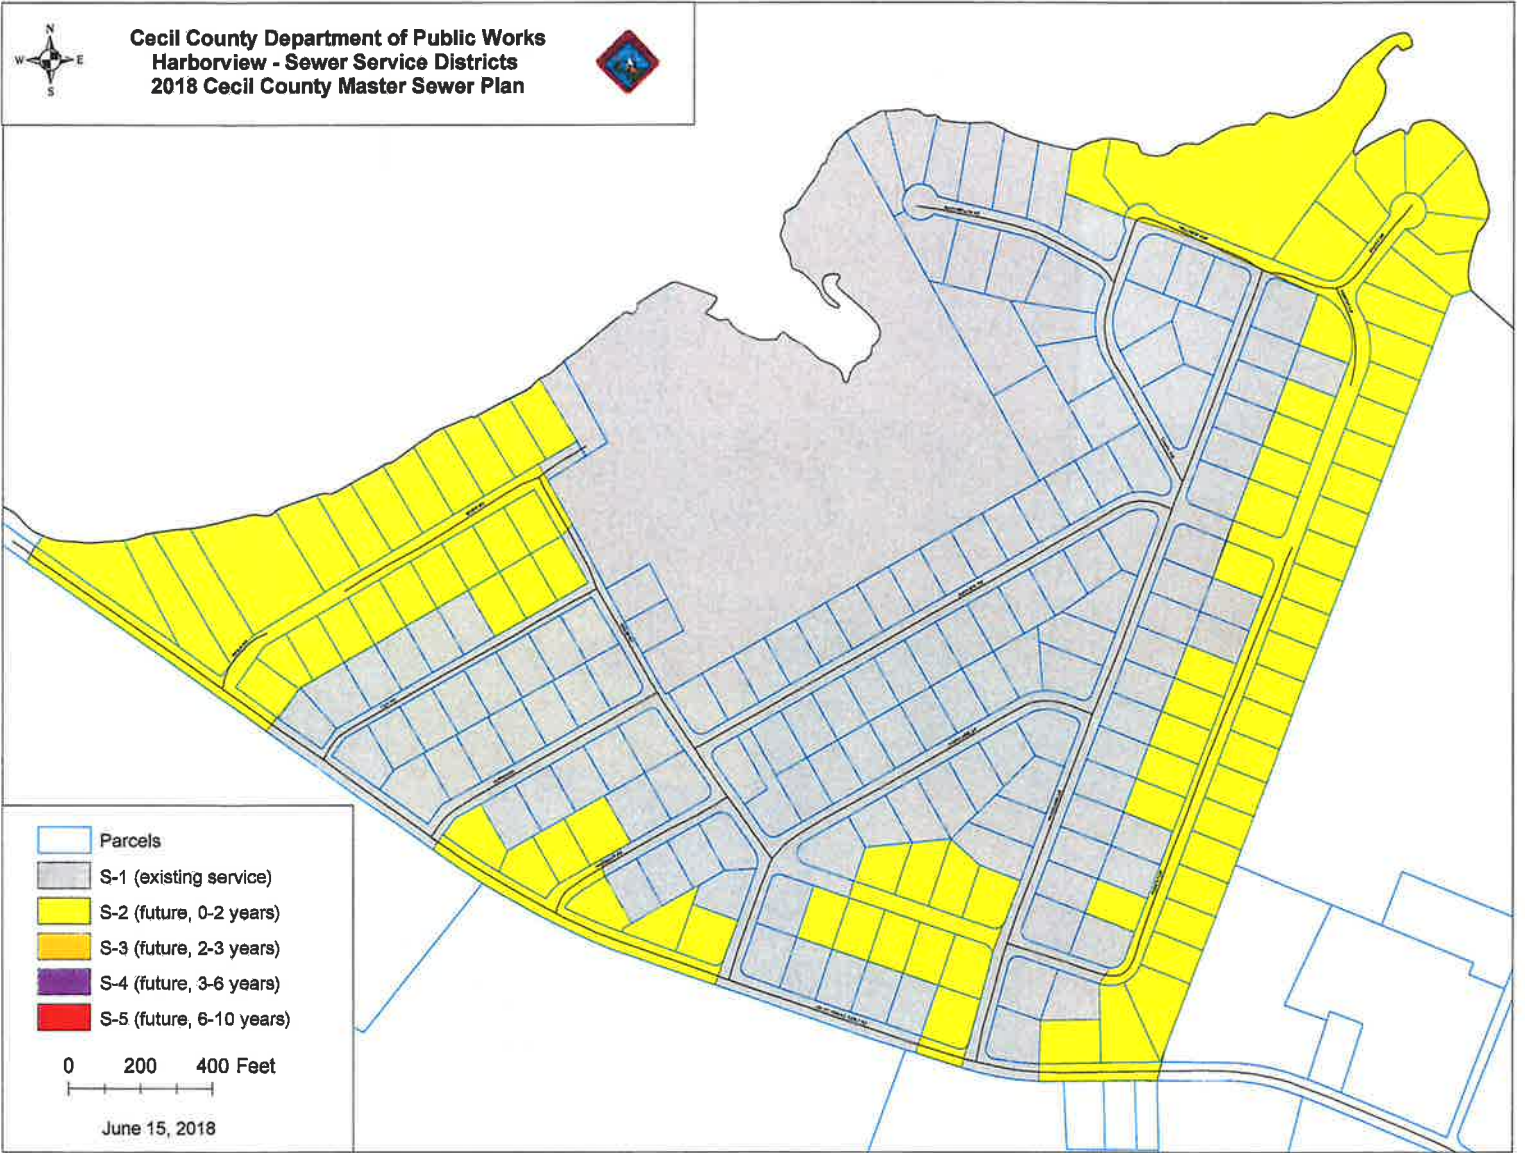 N
W
E
S
Cecil County Department of Public Works
Harborview - Sewer Service Districts
2018 Cecil County Master Sewer Plan
Parcels
S-1 (existing service)
S-2 (future, 0-2 years)
S-3 (future, 2-3 years)
S-4 (future, 3-6 years)
S-5 (future, 6-10 years)
0 200 400 Feet
June 15, 2018